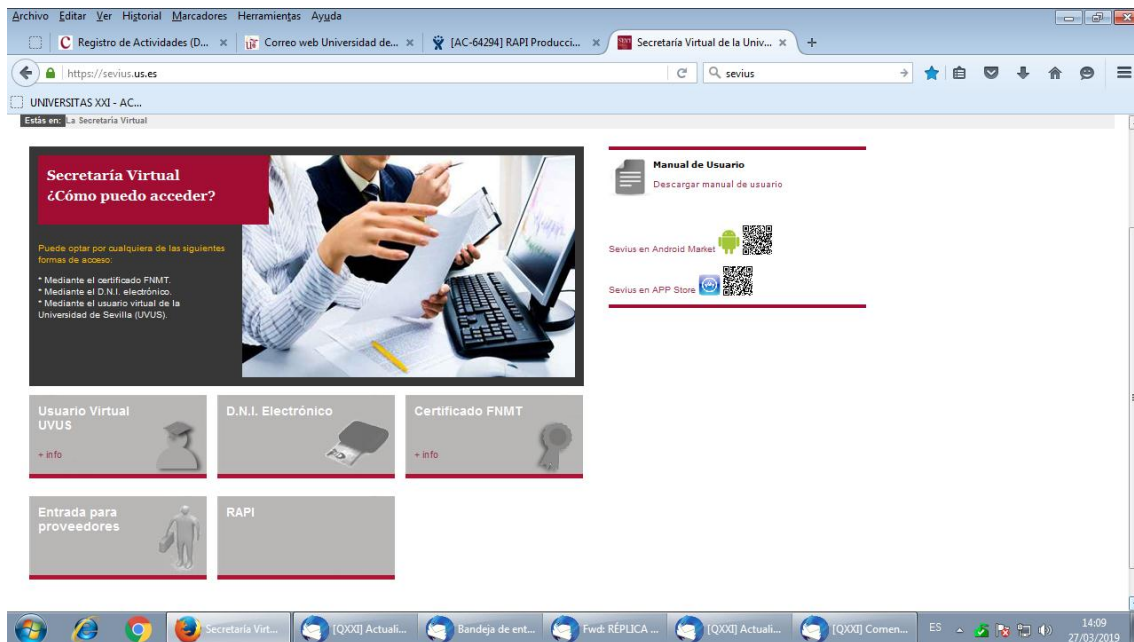 Archivo Editar Ver Historial Marcadores Herramientas Ayuda
Registro de Actividades (D... × Correo web Universidad de... × [AC-64294] RAPI Producci... × Secretaría Virtual de la Univ... × +
https://sevius.us.es sevius
UNIVERSITAS XXI - AC...
Estás en: La Secretaría Virtual
Secretaría Virtual
¿Cómo puedo acceder?
Puede optar por cualquiera de las siguientes
formas de acceso:
* Mediante el certificado FNMT.
* Mediante el D.N.I. electrónico.
* Mediante el usuario virtual de la
Universidad de Sevilla (UVUS).
Manual de Usuario
Descargar manual de usuario
Sevius en Android Market
Sevius en APP Store
Usuario Virtual
UVUS
+ info
D.N.I. Electrónico
Certificado FNMT
+ info
Entrada para
proveedores
RAPI
Secretaría Virt... [QXXI] Actuali... Bandeja de ent... Fwd: RÉPLICA ... [QXXI] Actuali... [QXXI] Comen... ES 14:09
27/03/2019